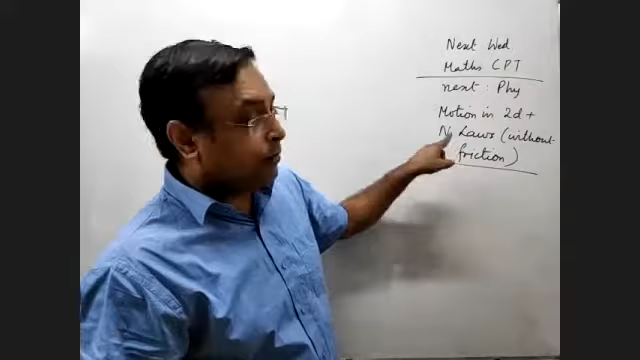 Next Wed
Maths CPT
next : Phy
Motion in 2d +
N Laws (without
friction)